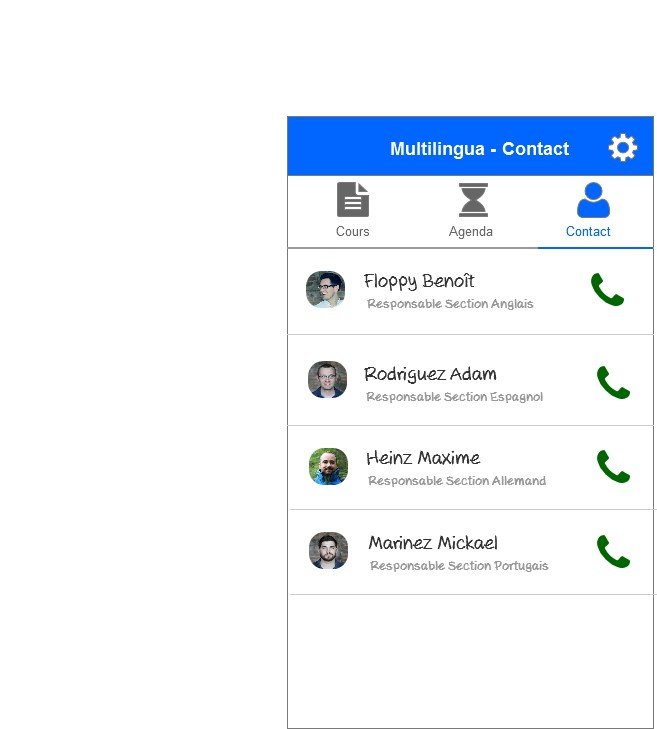 Multilingua - Contact
Cours
Agenda
Contact
Floppy Benoît
Responsable Section Anglais
Rodriguez Adam
Responsable Section Espagnol
Heinz Maxime
Responsable Section Allemand
Marinez Mickael
Responsable Section Portugais